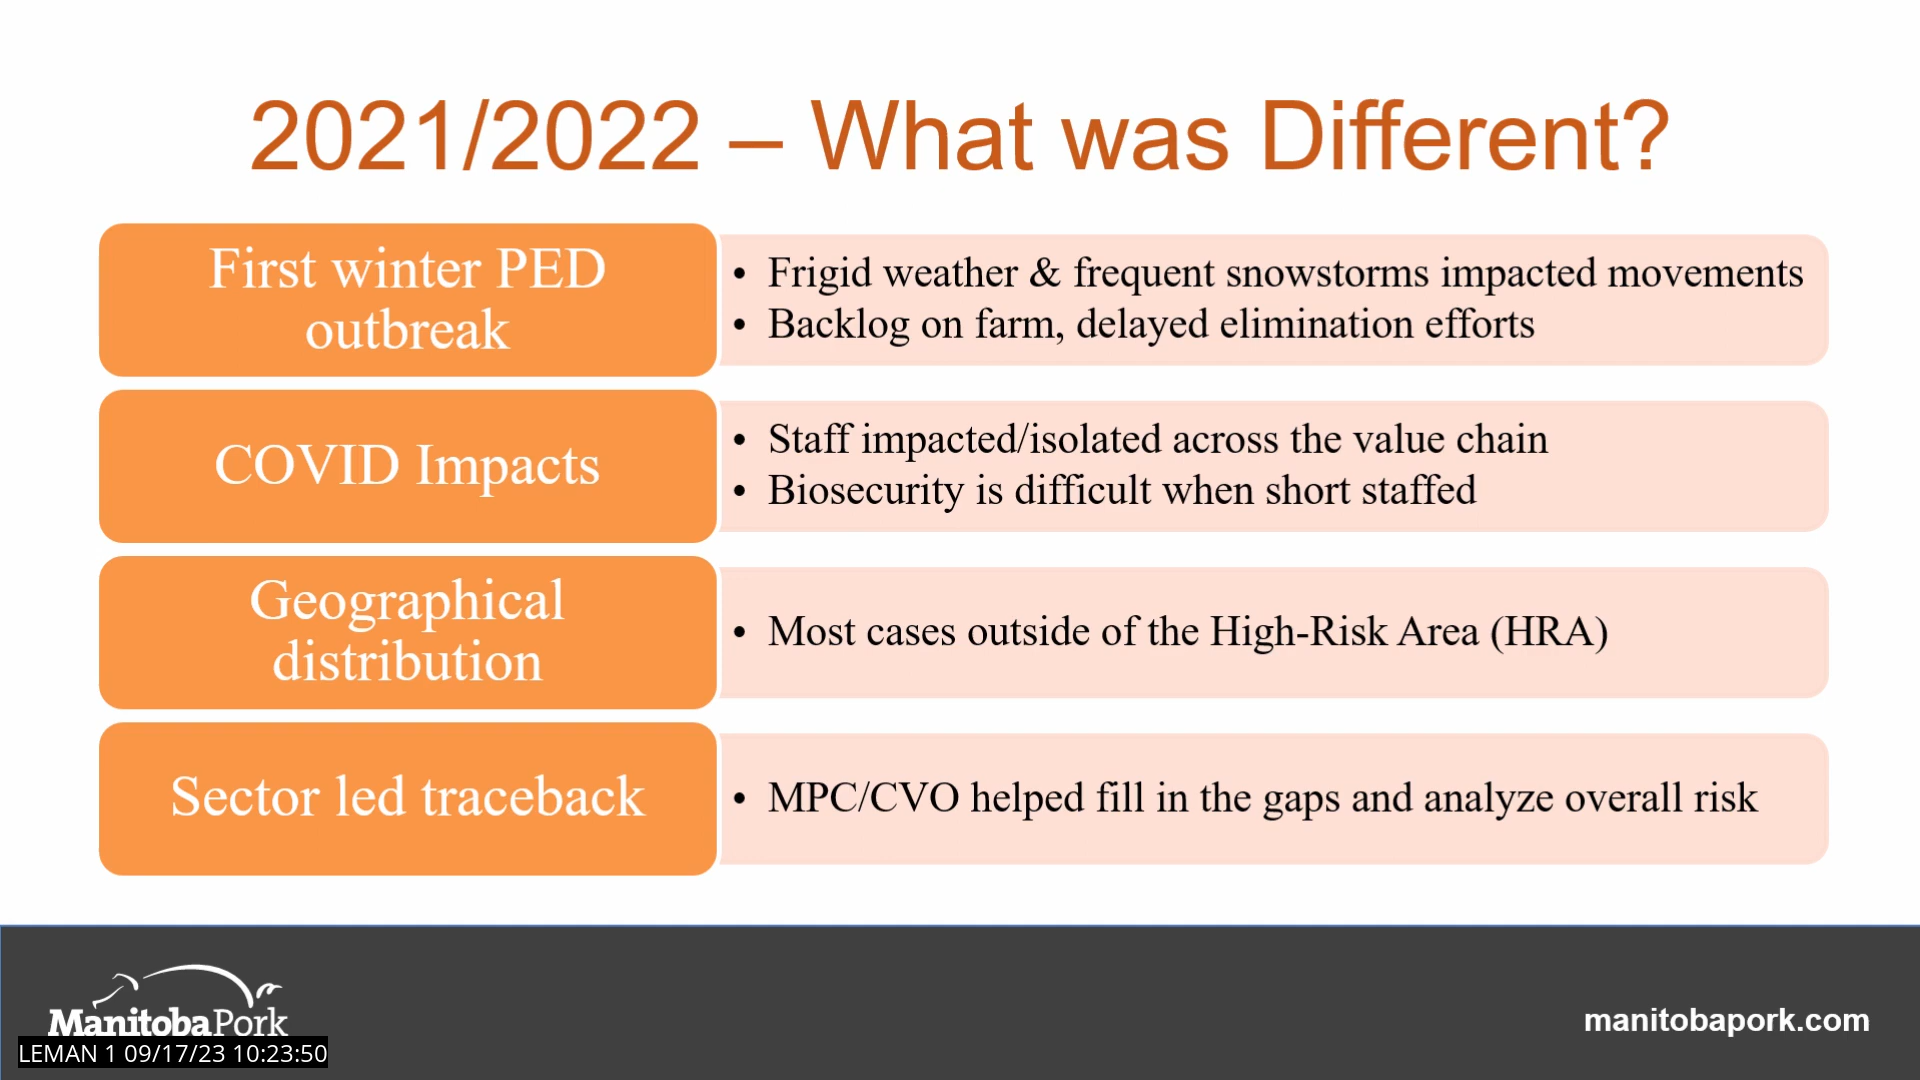 2021/2022 – What was Different?
First winter PED
outbreak
• Frigid weather & frequent snowstorms impacted movements
• Backlog on farm, delayed elimination efforts
COVID Impacts
• Staff impacted/isolated across the value chain
• Biosecurity is difficult when short staffed
Geographical
distribution
• Most cases outside of the High-Risk Area (HRA)
Sector led traceback
• MPC/CVO helped fill in the gaps and analyze overall risk
ManitobaPork
manitobapork.com
LEMAN 1 09/17/23 10:23:50